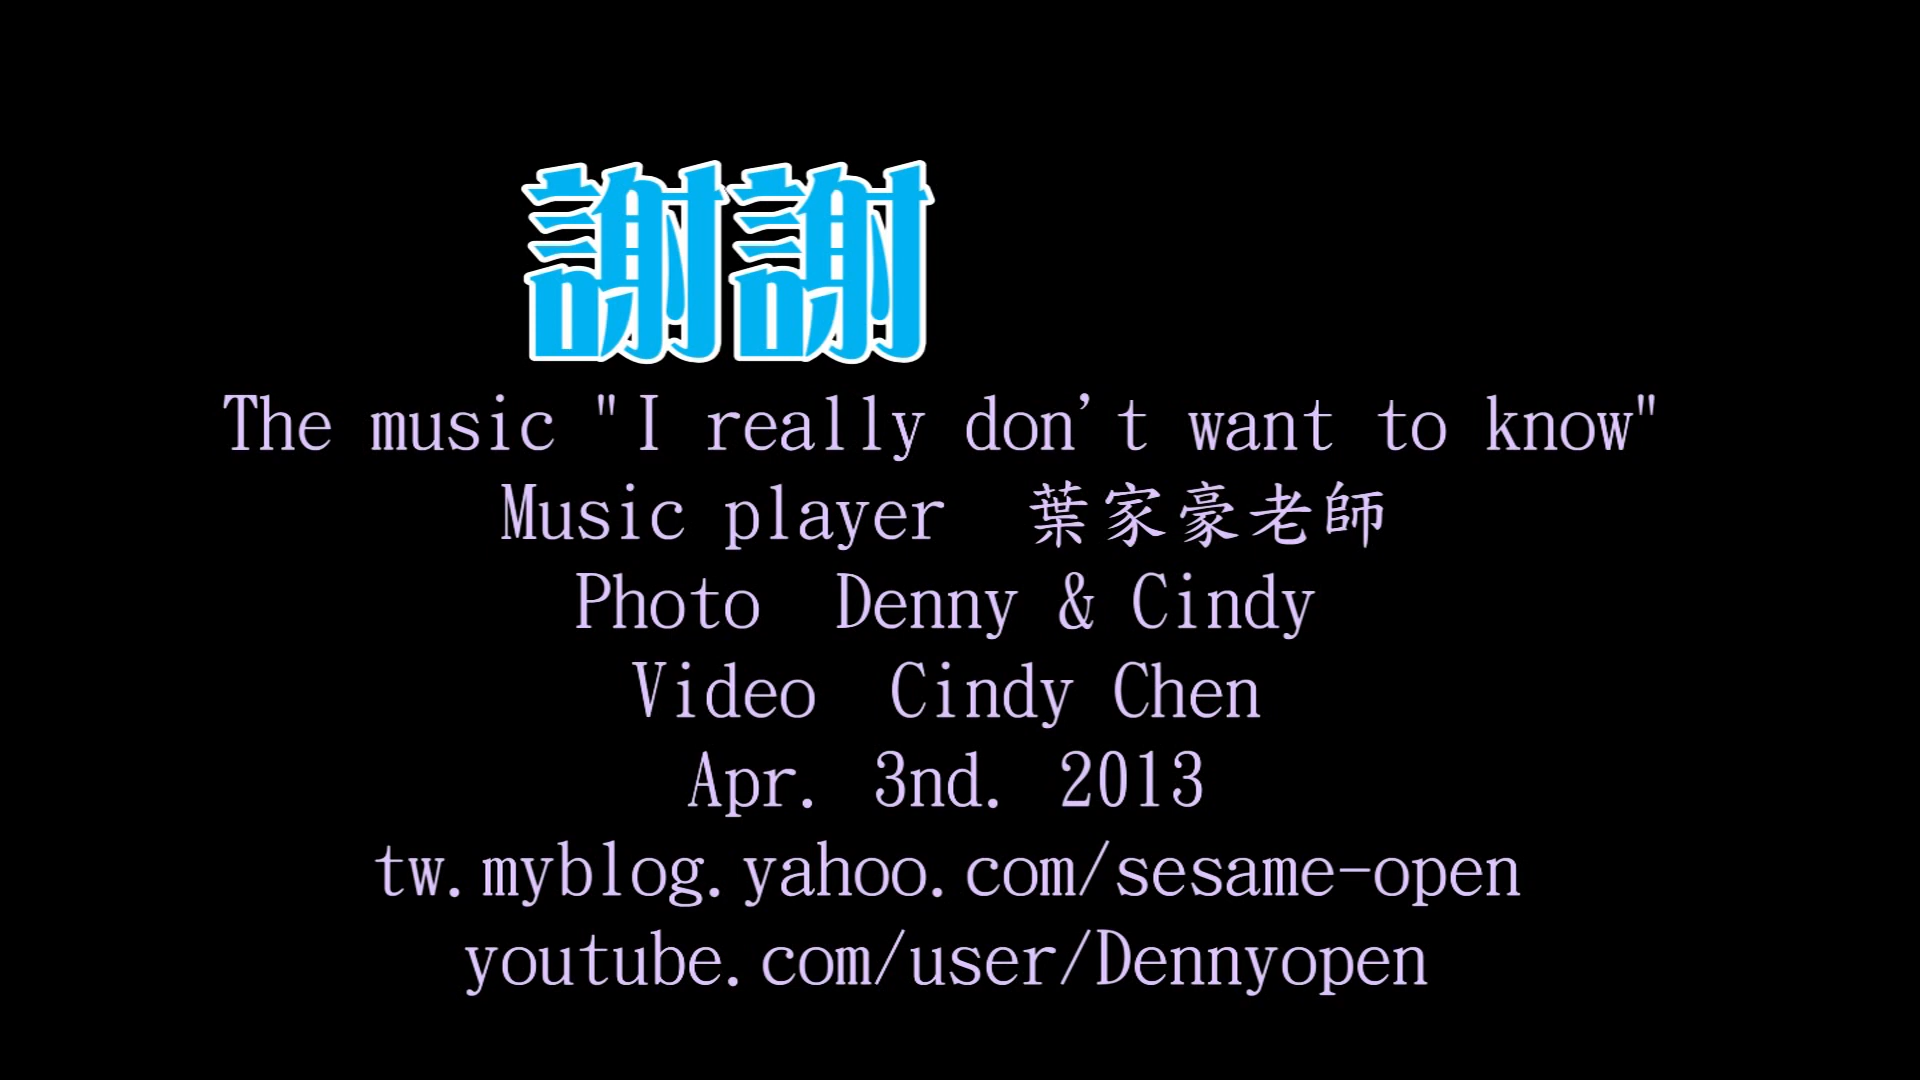 謝謝
The music "I really don't want to know"
Music player 葉家豪老師
Photo Denny & Cindy
Video Cindy Chen
Apr. 3nd. 2013
tw.myblog.yahoo.com/sesame-open
youtube.com/user/Dennyopen